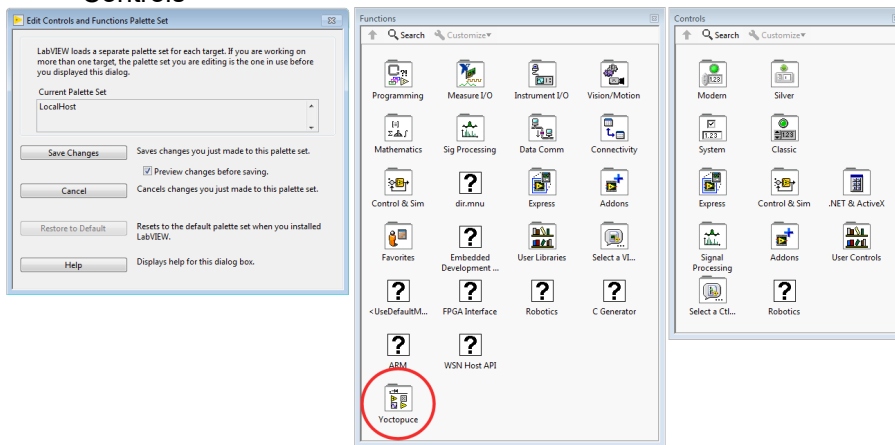 Controls
Edit Controls and Functions Palette Set
LabVIEW loads a separate palette set for each target. If you are working on
more than one target, the palette set you are editing is the one in use before
you displayed this dialog.
Current Palette Set
LocalHost
Save Changes
Saves changes you just made to this palette set.
Preview changes before saving.
Cancel
Cancels changes you just made to this palette set.
Restore to Default
Resets to the default palette set when you installed
LabVIEW.
Help
Displays help for this dialog box.
Functions
Search
Customize
Programming
Measure I/O
Instrument I/O
Vision/Motion
Mathematics
Sig Processing
Data Comm
Connectivity
Control & Sim
dir.mnu
Express
Addons
Favorites
Embedded
Development ...
User Libraries
Select a VI...
<UseDefaultM...
FPGA Interface
Robotics
C Generator
ARM
WSN Host API
Yoctopuce
Controls
Search
Customize
Modern
Silver
System
Classic
Express
Control & Sim
.NET & ActiveX
Signal
Processing
Addons
User Controls
Select a Ctl...
Robotics